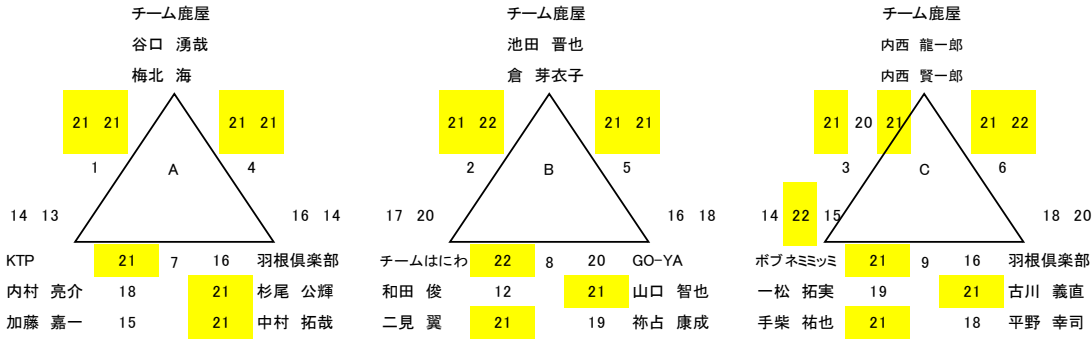 チーム鹿屋 チーム鹿屋 チーム鹿屋
谷口 湧哉 池田 晋也 内西 龍一郎
梅北 海 倉 芽衣子 内西 賢一郎
21 21 21 21 21 22 21 21 21 20 21 21 22
1 A 4 2 B 5 3 C 6
14 13 16 14 17 20 16 18 14 22 15 18 20
KTP 21 7 16 羽根倶楽部 チームはにわ 22 8 20 GO-YA ボブネミミッミ 21 9 16 羽根倶楽部
内村 亮介 18 21 杉尾 公輝 和田 俊 12 21 山口 智也 一松 拓実 19 21 古川 義直
加藤 嘉一 15 21 中村 拓哉 二見 翼 21 19 祢占 康成 手柴 祐也 21 18 平野 幸司